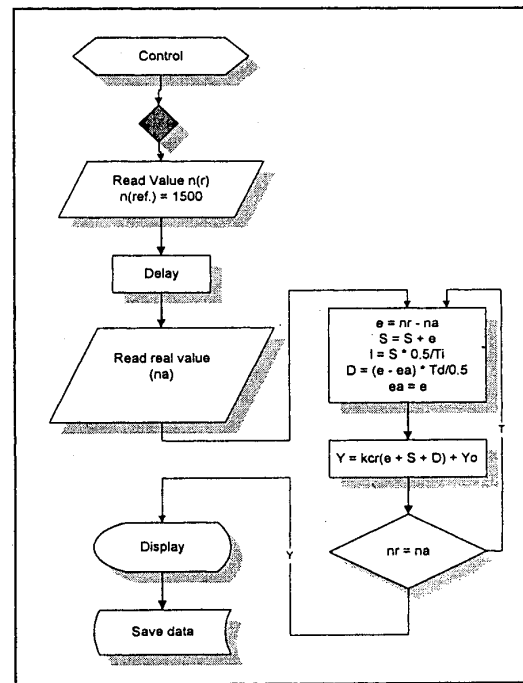 Control
Read Value n(r)
n(ref.) = 1500
Delay
Read real value
(na)
e = nr - na
S = S + e
I = S * 0.5/Ti
D = (e - ea) * Td/0.5
ea = e
T
Y = kcr(e + S + D) + Yo
nr = na
Y
Display
Save data